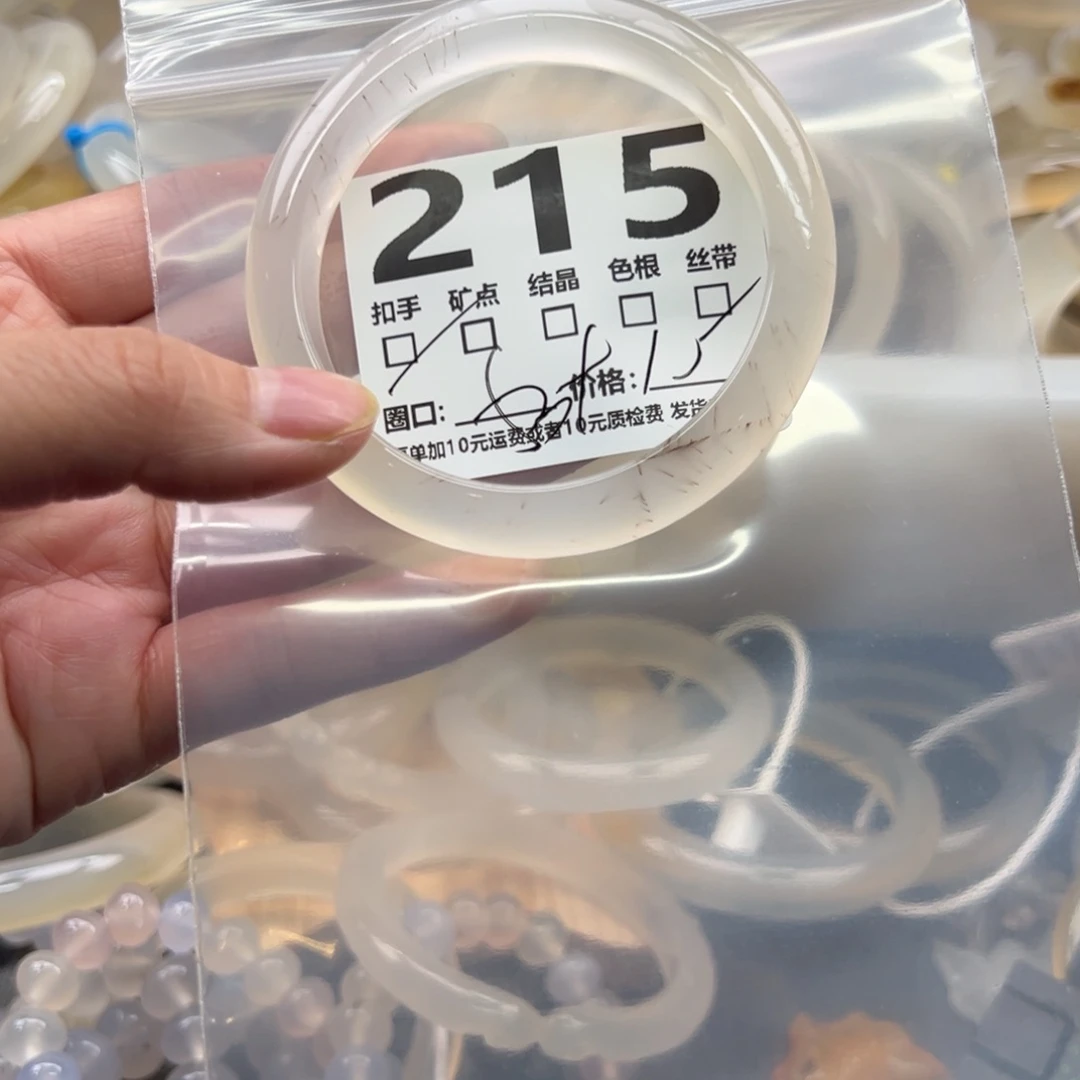 215
扣手 矿点 结晶 色根 丝带
圈口: 价格:
单加10元运费或者10元质检费 发货